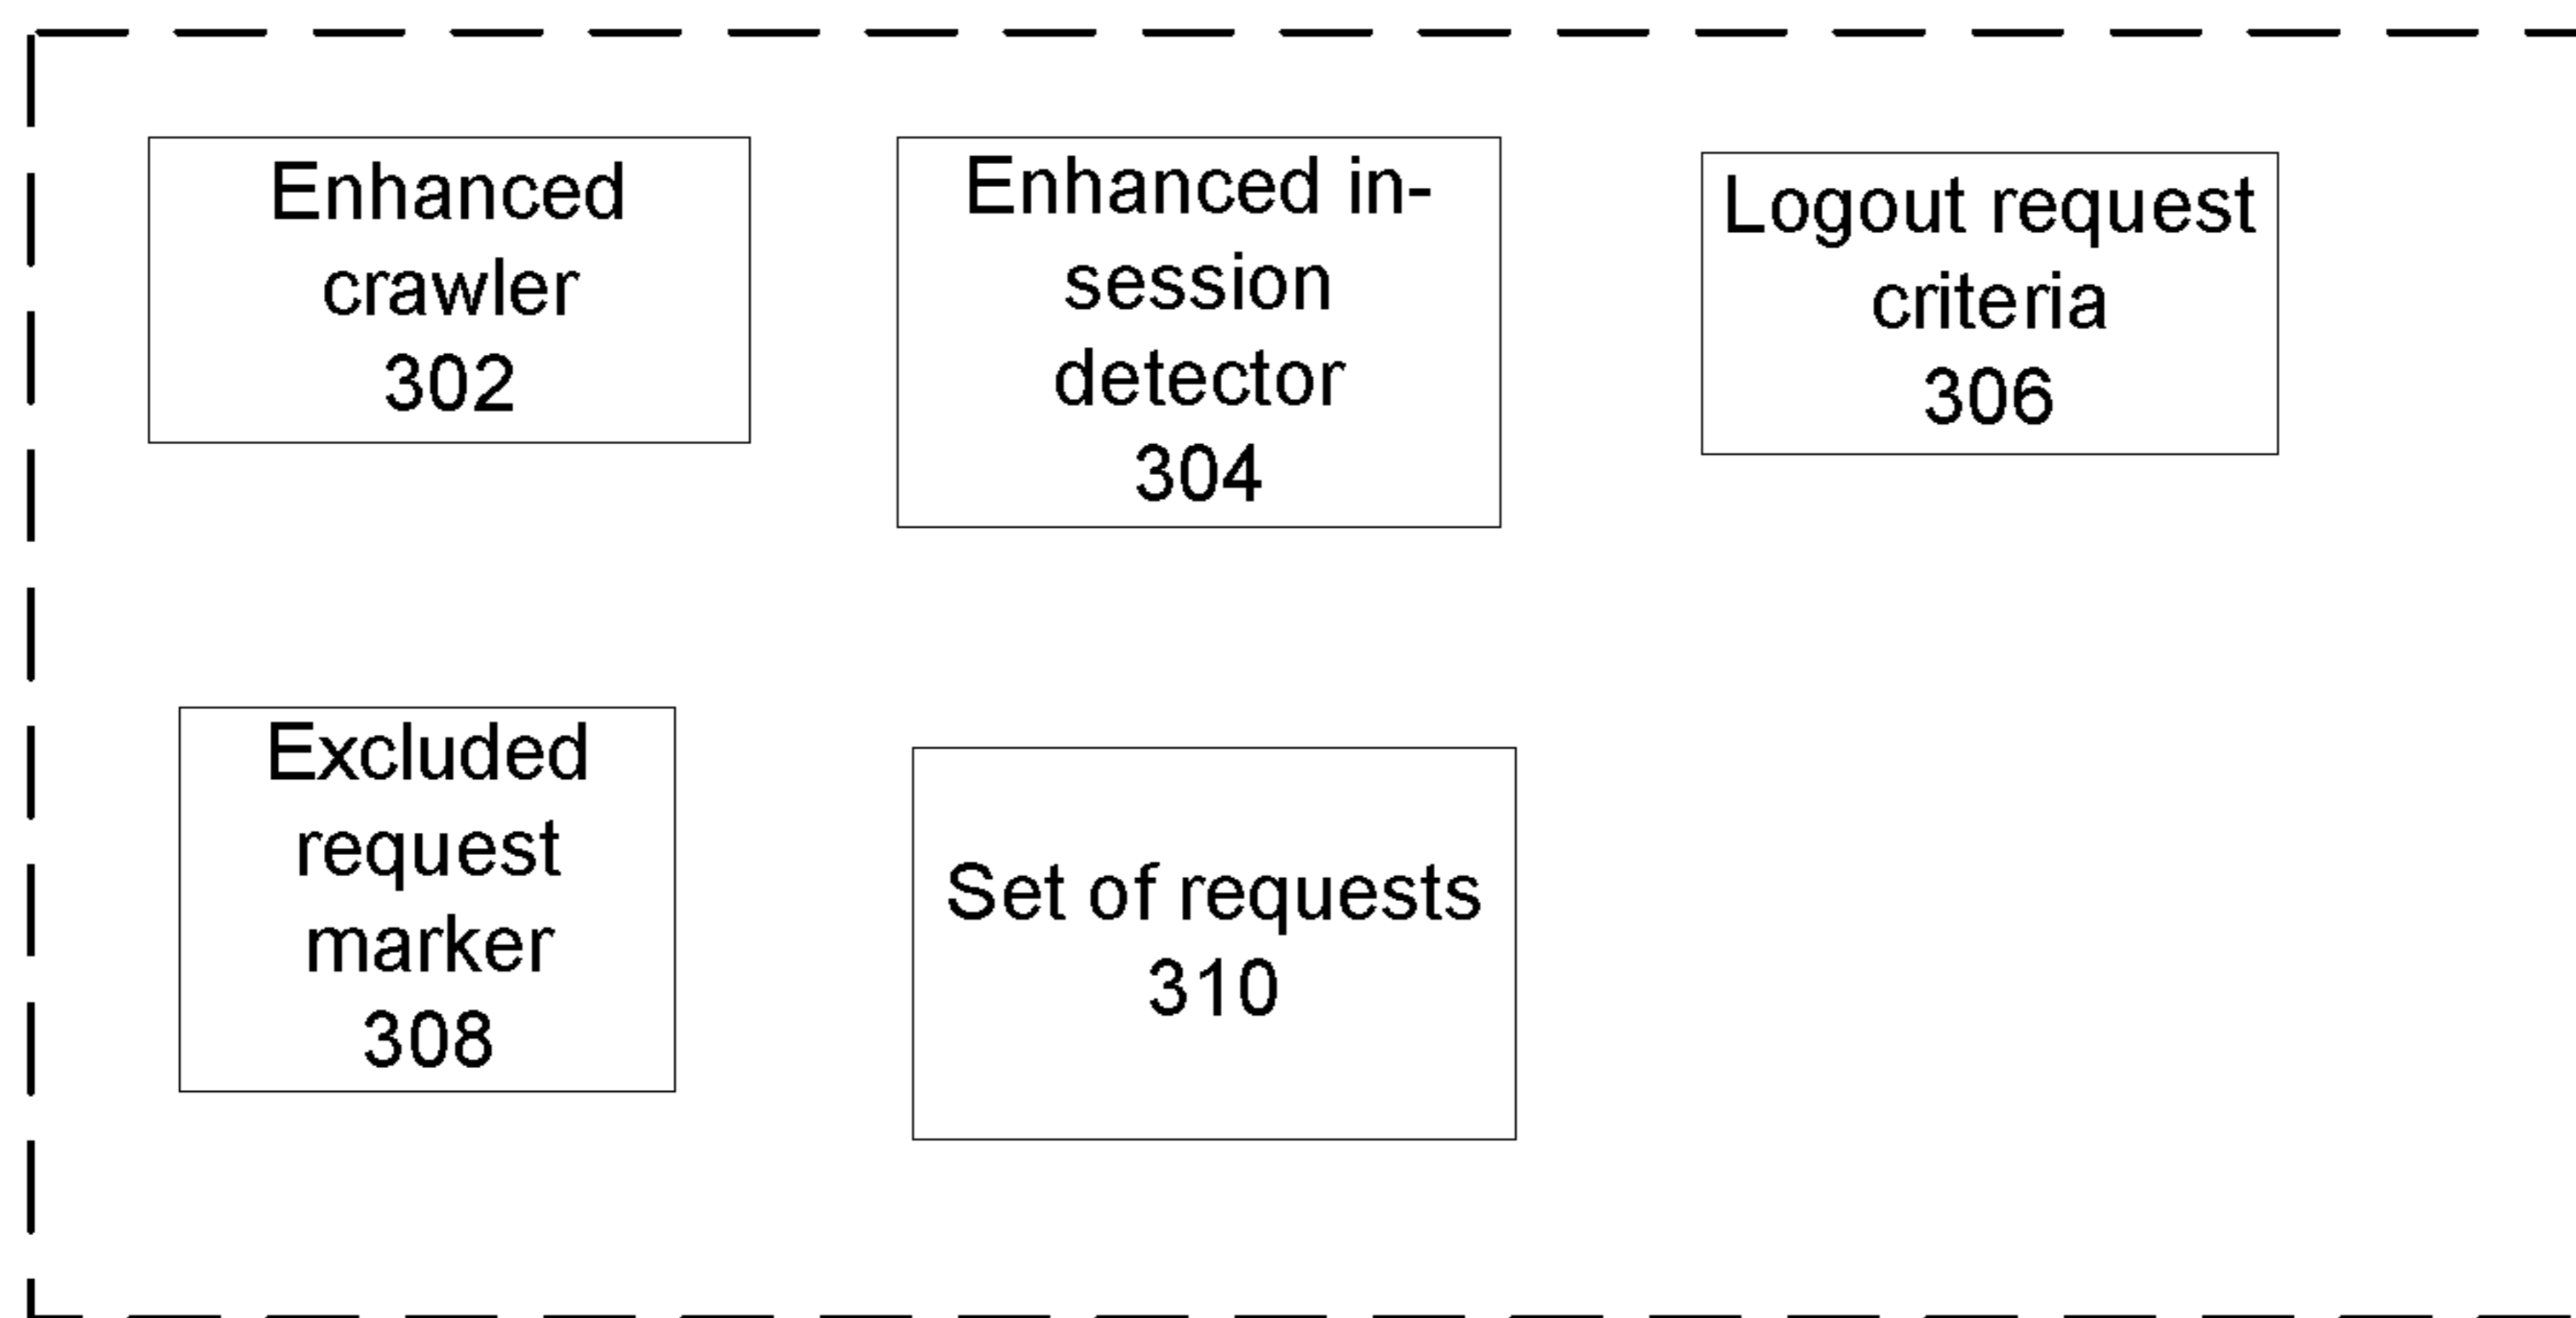 Enhanced
crawler
302
Enhanced in-
session
detector
304
Logout request
criteria
306
Excluded
request
marker
308
Set of requests
310